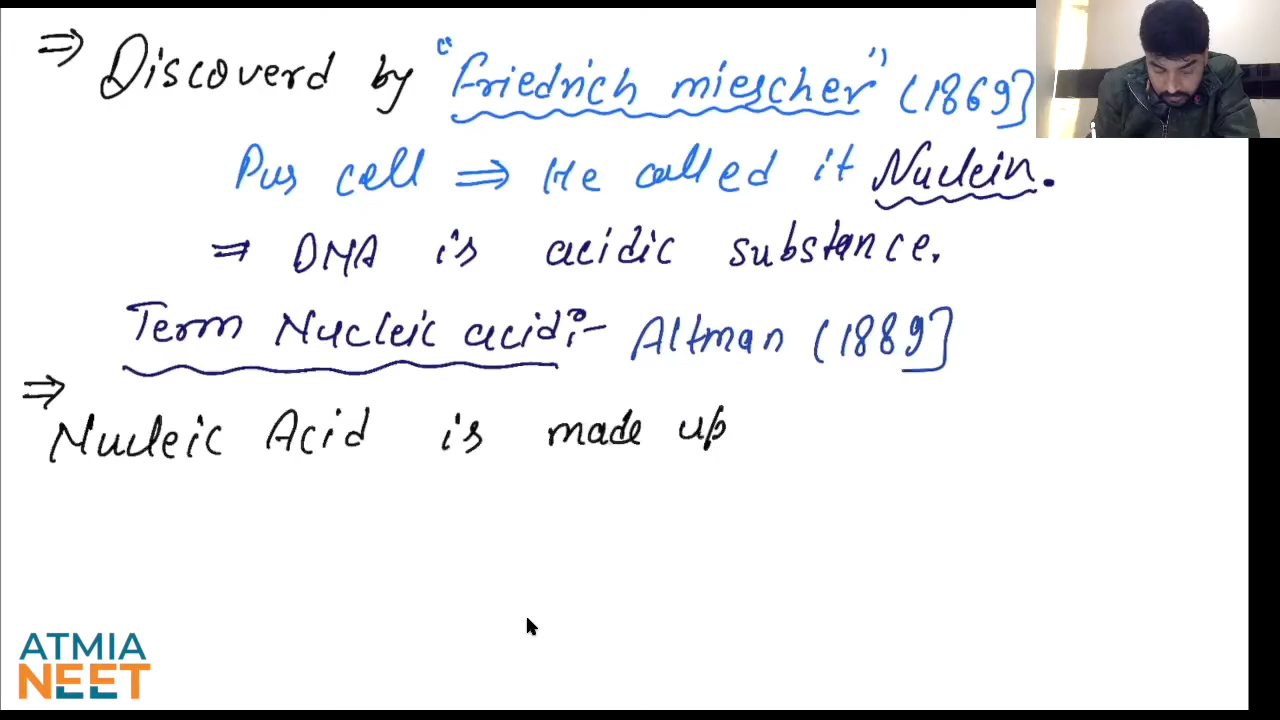 ⇒ Discoverd by "Friedrich miescher" (1869]
Pus cell ⇒ He called it Nuclein.
⇒ DNA is acidic substance.
Term Nucleic acid:- Altman (1889]
⇒
Nucleic Acid is made up
ATMIA
NEET